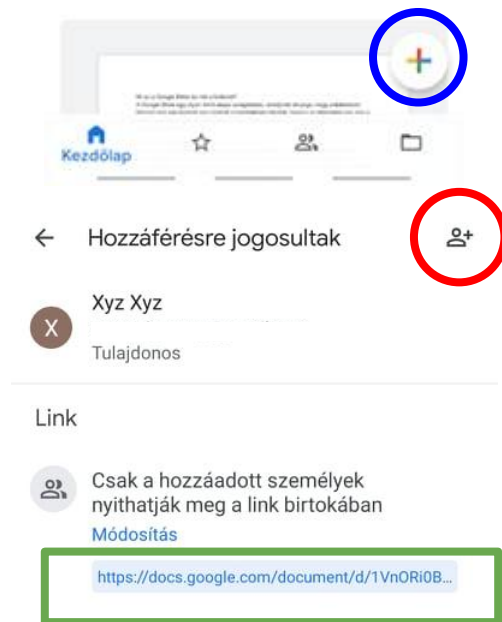 Kezdőlap
Hozzáférésre jogosultak
X
Xyz Xyz
Tulajdonos
Link
Csak a hozzáadott személyek
nyithatják meg a link birtokában
Módosítás
https://docs.google.com/document/d/1VnORi0B...